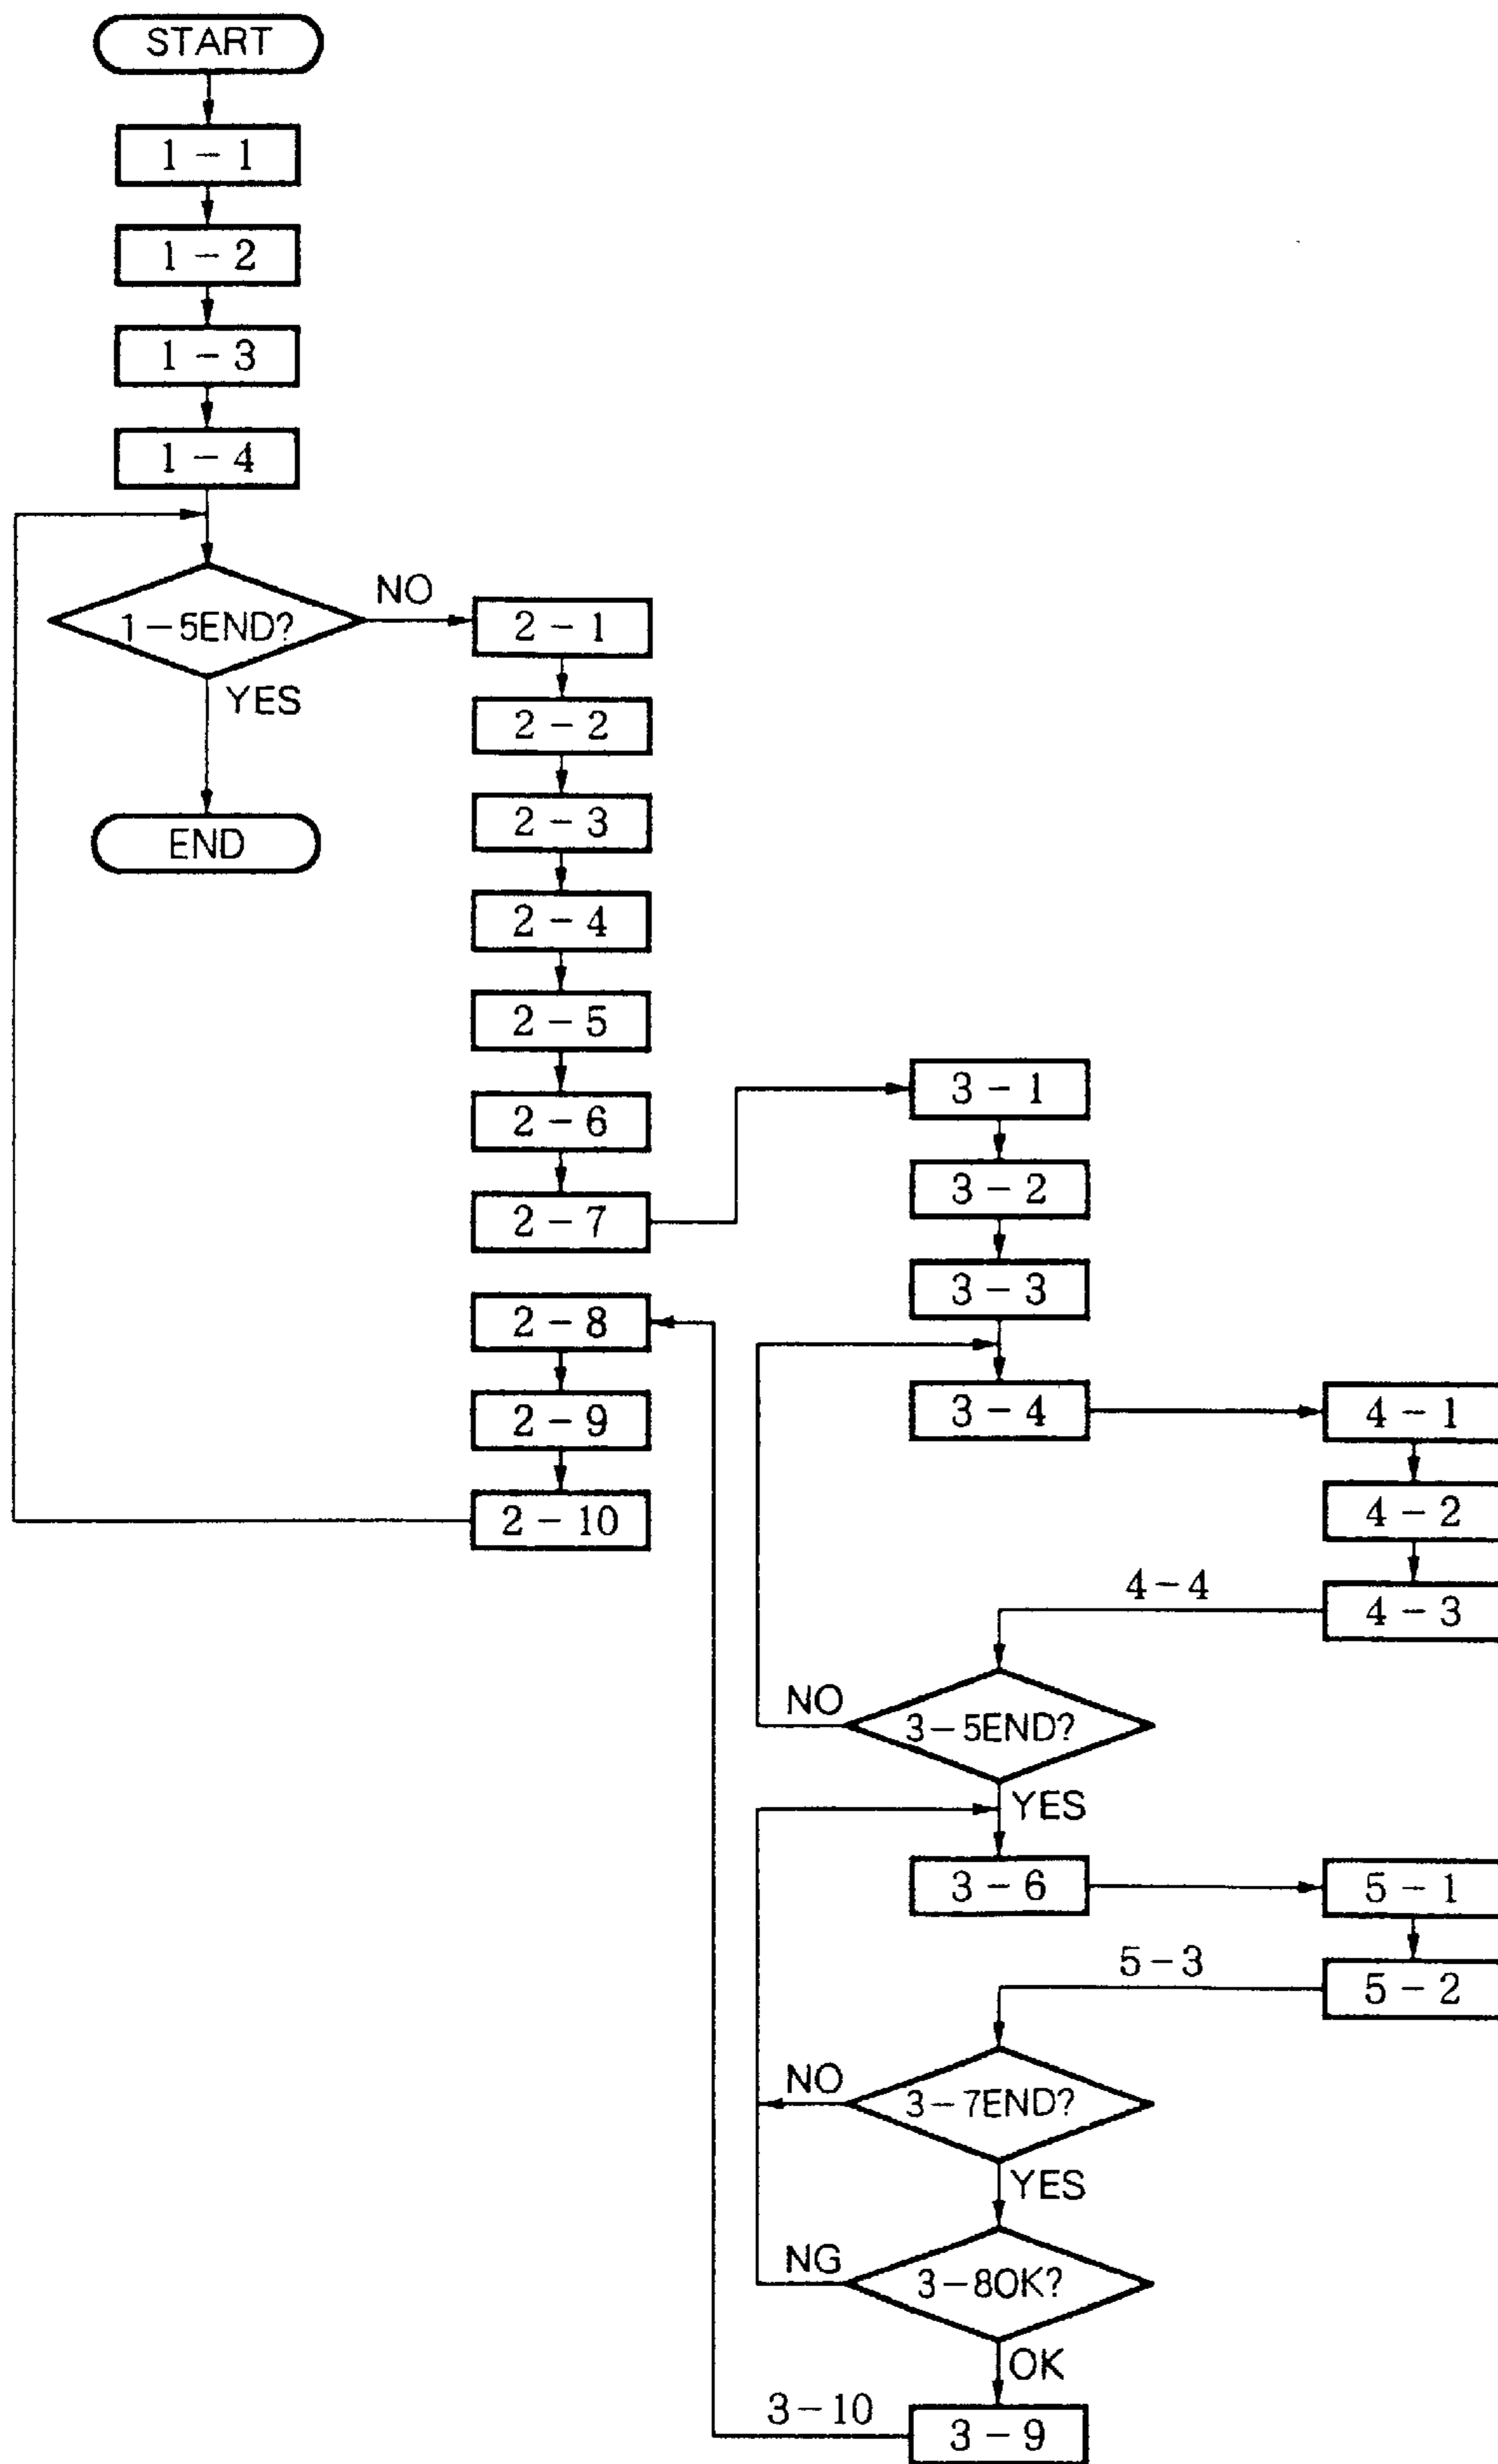 START
1 - 1
1 - 2
1 - 3
1 - 4
1-5END?
NO
YES
END
2 - 1
2 - 2
2 - 3
2 - 4
2 - 5
2 - 6
2 - 7
2 - 8
2 - 9
2 - 10
3 - 1
3 - 2
3 - 3
3 - 4
4 - 1
4 - 2
4 - 3
4-4
NO
3-5END?
YES
3 - 6
5 - 1
5 - 2
5-3
NO
3-7END?
YES
NG
3-8OK?
OK
3-10
3 - 9